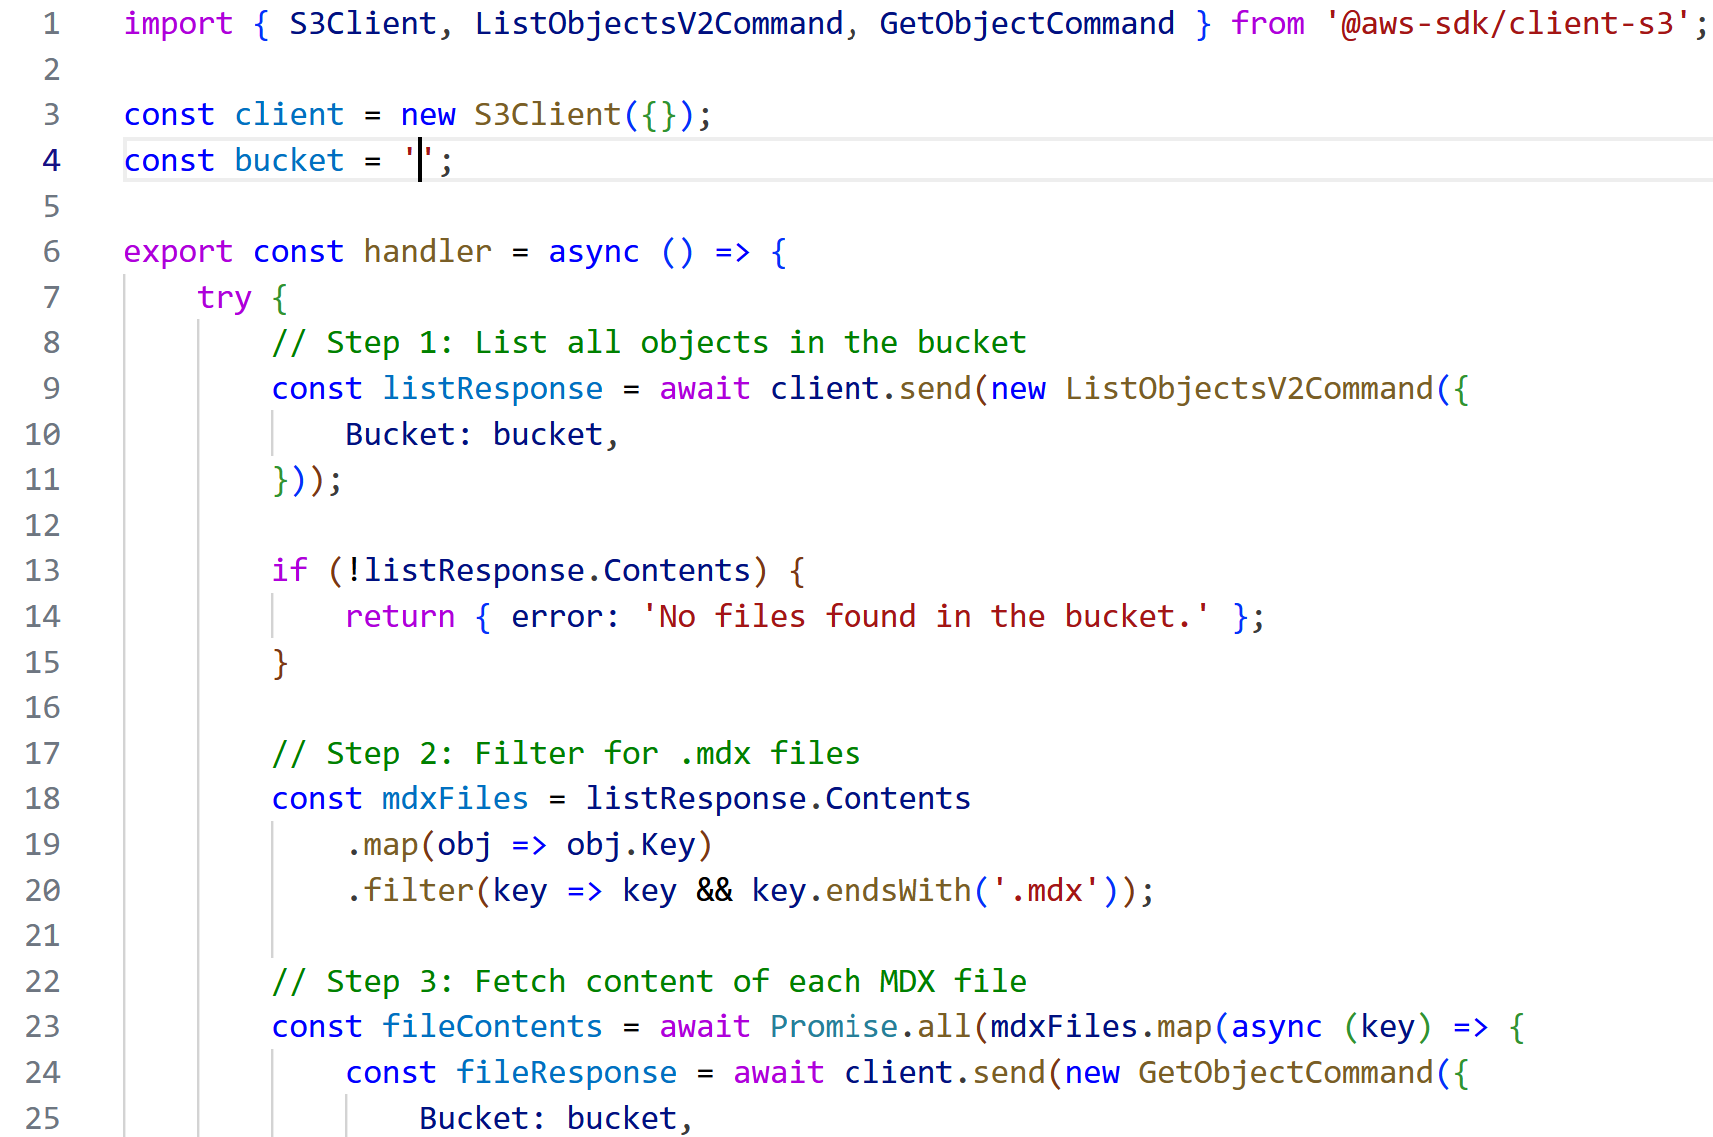 1 import { S3Client, ListObjectsV2Command, GetObjectCommand } from '@aws-sdk/client-s3';
2
3 const client = new S3Client({});
4 const bucket = '';
5
6 export const handler = async () => {
7     try {
8         // Step 1: List all objects in the bucket
9         const listResponse = await client.send(new ListObjectsV2Command({
10             Bucket: bucket,
11         }));
12
13         if (!listResponse.Contents) {
14             return { error: 'No files found in the bucket.' };
15         }
16
17         // Step 2: Filter for .mdx files
18         const mdxFiles = listResponse.Contents
19             .map(obj => obj.Key)
20             .filter(key => key && key.endsWith('.mdx'));
21
22         // Step 3: Fetch content of each MDX file
23         const fileContents = await Promise.all(mdxFiles.map(async (key) => {
24             const fileResponse = await client.send(new GetObjectCommand({
25                 Bucket: bucket,